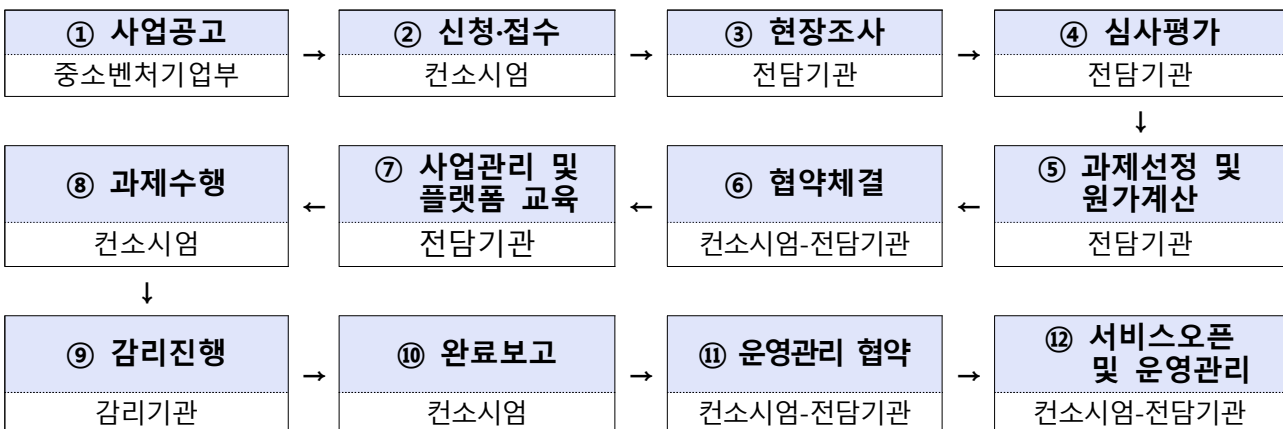 ① 사업공고
중소벤처기업부
→
② 신청·접수
컨소시엄
→
③ 현장조사
전담기관
→
④ 심사평가
전담기관
↓
⑤ 과제선정 및
원가계산
전담기관
←
⑥ 협약체결
컨소시엄-전담기관
←
⑦ 사업관리 및
플랫폼 교육
전담기관
←
⑧ 과제수행
컨소시엄
↓
⑨ 감리진행
감리기관
→
⑩ 완료보고
컨소시엄
→
⑪ 운영관리 협약
컨소시엄-전담기관
→
⑫ 서비스오픈
및 운영관리
컨소시엄-전담기관